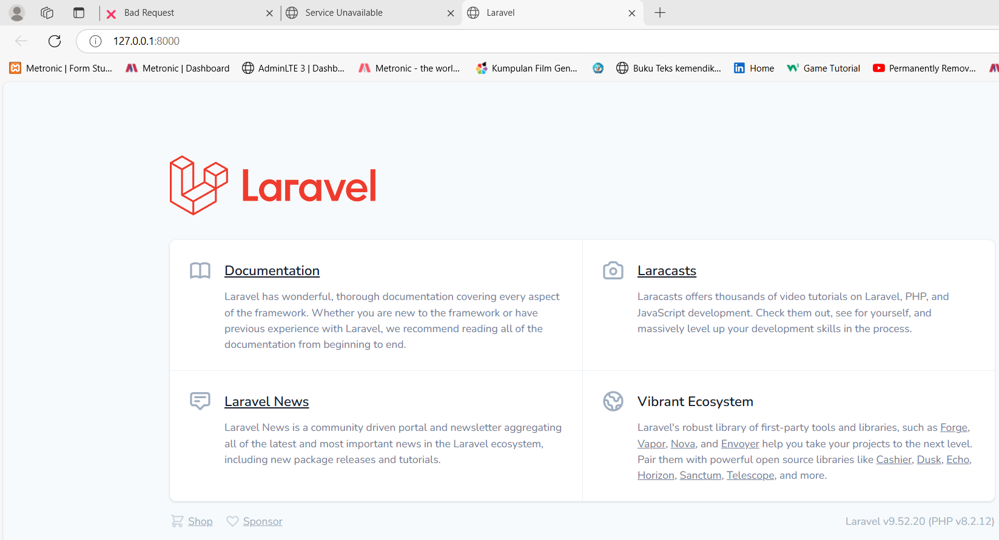 Bad Request
Service Unavailable
Laravel
127.0.0.1:8000
Metronic | Form Stu...
Metronic | Dashboard
AdminLTE 3 | Dashb...
Metronic - the worl...
Kumpulan Film Gen...
Buku Teks kemendik...
Home
Game Tutorial
Permanently Remov...
Laravel
Documentation
Laravel has wonderful, thorough documentation covering every aspect
of the framework. Whether you are new to the framework or have
previous experience with Laravel, we recommend reading all of the
documentation from beginning to end.
Laracasts
Laracasts offers thousands of video tutorials on Laravel, PHP, and
JavaScript development. Check them out, see for yourself, and
massively level up your development skills in the process.
Laravel News
Laravel News is a community driven portal and newsletter aggregating
all of the latest and most important news in the Laravel ecosystem,
including new package releases and tutorials.
Vibrant Ecosystem
Laravel's robust library of first-party tools and libraries, such as Forge,
Vapor, Nova, and Envoyer help you take your projects to the next level.
Pair them with powerful open source libraries like Cashier, Dusk, Echo,
Horizon, Sanctum, Telescope, and more.
Shop
Sponsor
Laravel v9.52.20 (PHP v8.2.12)